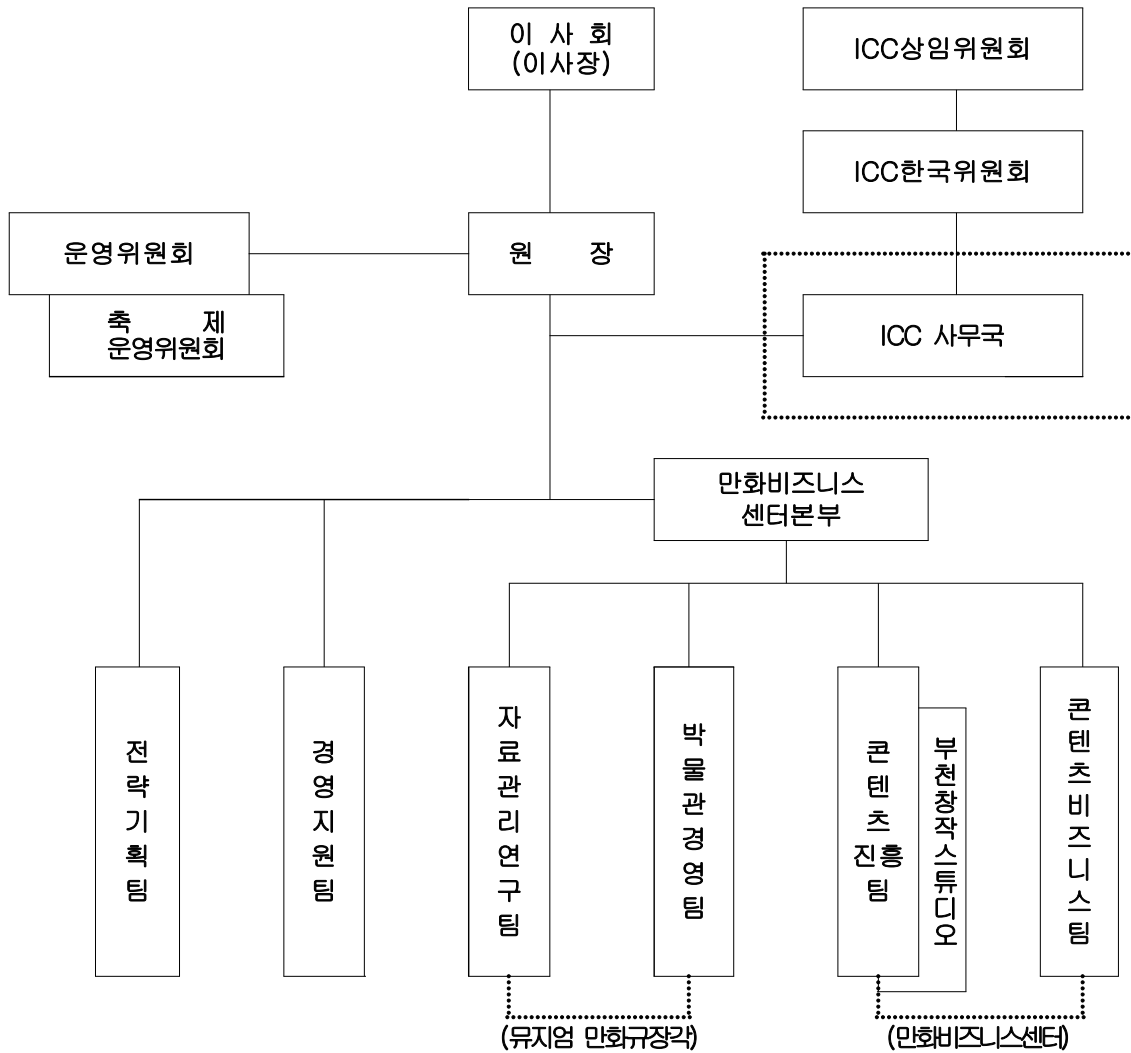 이 사 회
(이사장)
ICC상임위원회
ICC한국위원회
운영위원회
원 장
축 제
운영위원회
ICC 사무국
만화비즈니스
센터본부
전략기획팀
경영지원팀
자료관리연구팀
박물관경영팀
콘텐츠진흥팀
부천창작스튜디오
콘텐츠비즈니스팀
(뮤지엄 만화규장각)
(만화비즈니스센터)